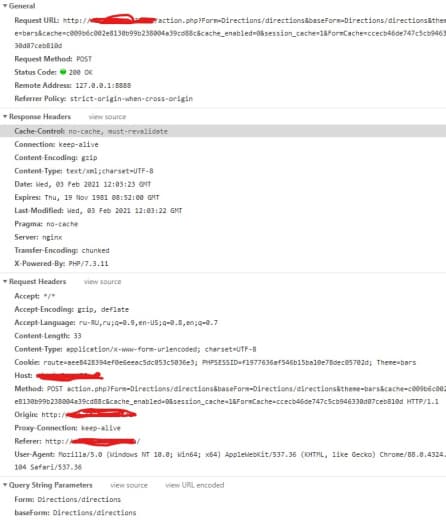 General
Request URL: http://action.php?Form=Directions/directions&baseForm=Directions/directions&them
e=bars&cache=c009b6c002e8130b99b238004a39cd88c&cache_enabled=0&session_cache=1&FormCache=ccecb46de747c5cb9463
30d07ceb810d
Request Method: POST
Status Code: 200 OK
Remote Address: 127.0.0.1:8888
Referrer Policy: strict-origin-when-cross-origin
Response Headers view source
Cache-Control: no-cache, must-revalidate
Connection: keep-alive
Content-Encoding: gzip
Content-Type: text/xml;charset=UTF-8
Date: Wed, 03 Feb 2021 12:03:23 GMT
Expires: Thu, 19 Nov 1981 08:52:00 GMT
Last-Modified: Wed, 03 Feb 2021 12:03:22 GMT
Pragma: no-cache
Server: nginx
Transfer-Encoding: chunked
X-Powered-By: PHP/7.3.11
Request Headers view source
Accept: */*
Accept-Encoding: gzip, deflate
Accept-Language: ru-RU,ru;q=0.9,en-US;q=0.8,en;q=0.7
Content-Length: 33
Content-Type: application/x-www-form-urlencoded; charset=UTF-8
Cookie: route=aee8428394ef0e6eeac5dc053c5036e3; PHPSESSID=f1977636af546b15ba10e78dec05702d; Theme=bars
Host:
Method: POST action.php?Form=Directions/directions&baseForm=Directions/directions&theme=bars&cache=c009b6c002
e8130b99b238004a39cd88c&cache_enabled=0&session_cache=1&FormCache=ccecb46de747c5cb946330d07ceb810d HTTP/1.1
Origin: http:/
Proxy-Connection: keep-alive
Referer: http:/ /
User-Agent: Mozilla/5.0 (Windows NT 10.0; Win64; x64) AppleWebKit/537.36 (KHTML, like Gecko) Chrome/88.0.4324.
104 Safari/537.36
Query String Parameters view source view URL encoded
Form: Directions/directions
baseForm: Directions/directions